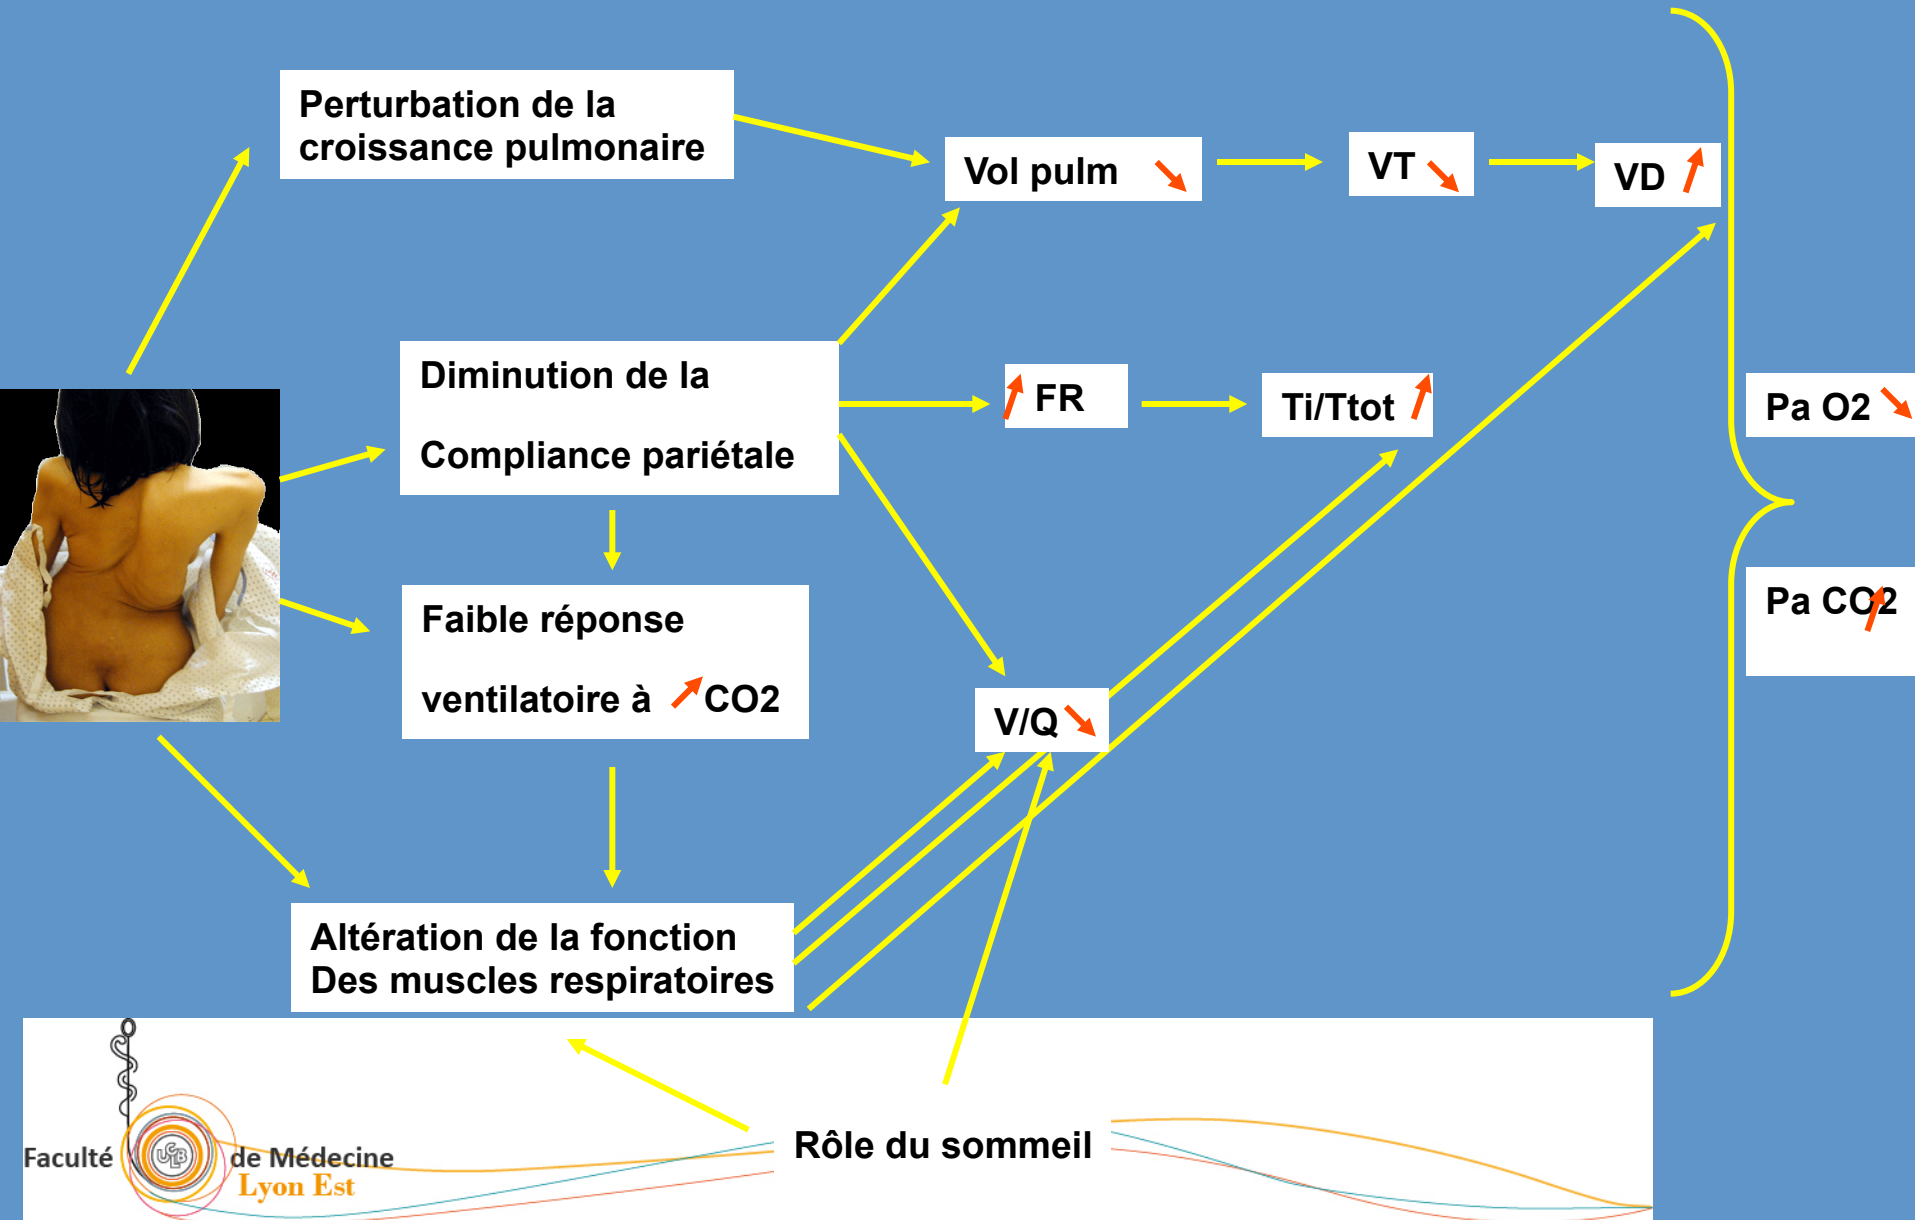 Perturbation de la
croissance pulmonaire
Vol pulm
VT
VD
Diminution de la
Compliance pariétale
FR
Ti/Ttot
Pa O2
Faible réponse
ventilatoire à CO2
Pa CO2
V/Q
Altération de la fonction
Des muscles respiratoires
Rôle du sommeil
Faculté de Médecine
Lyon Est
UCLB